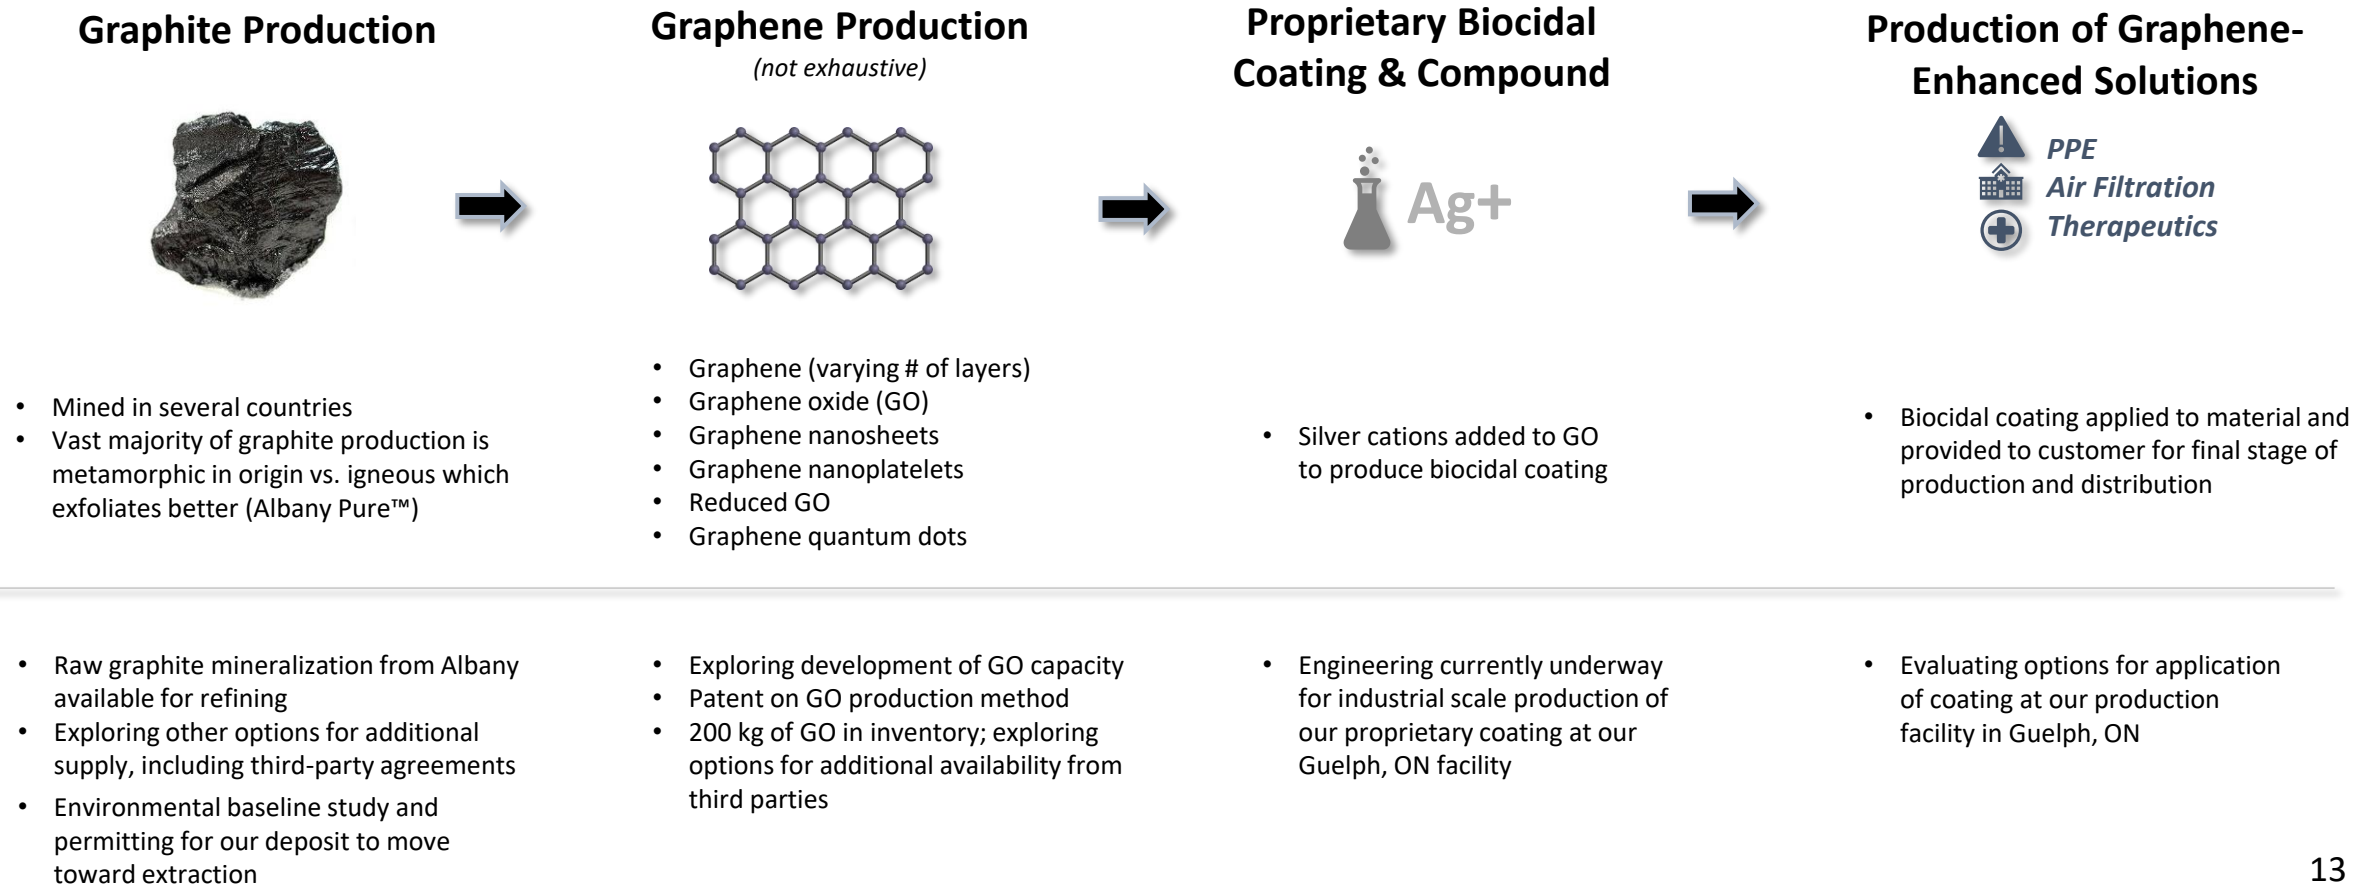 Graphite Production
• Mined in several countries
• Vast majority of graphite production is
metamorphic in origin vs. igneous which
exfoliates better (Albany Pure™)
Graphene Production
(not exhaustive)
• Graphene (varying # of layers)
• Graphene oxide (GO)
• Graphene nanosheets
• Graphene nanoplatelets
• Reduced GO
• Graphene quantum dots
Proprietary Biocidal
Coating & Compound
Ag+
• Silver cations added to GO
to produce biocidal coating
Production of Graphene-
Enhanced Solutions
PPE
Air Filtration
Therapeutics
• Biocidal coating applied to material and
provided to customer for final stage of
production and distribution
• Raw graphite mineralization from Albany
available for refining
• Exploring other options for additional
supply, including third-party agreements
• Environmental baseline study and
permitting for our deposit to move
toward extraction
• Exploring development of GO capacity
• Patent on GO production method
• 200 kg of GO in inventory; exploring
options for additional availability from
third parties
• Engineering currently underway
for industrial scale production of
our proprietary coating at our
Guelph, ON facility
• Evaluating options for application
of coating at our production
facility in Guelph, ON
13